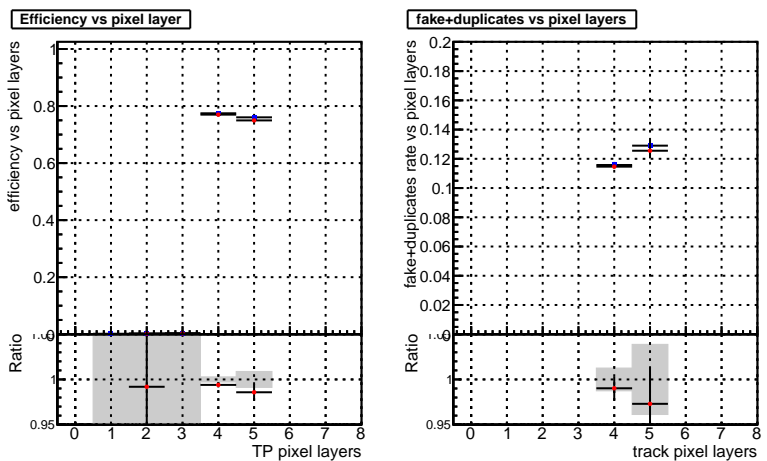 Efficiency vs pixel layer
efficiency vs pixel layers
1
0.8
0.6
0.4
0.2
0
Ratio
1
0.95
0 1 2 3 4 5 6 7 8
TP pixel layers
fake+duplicates vs pixel layers
fake+duplicates rate vs pixel layers
0.2
0.18
0.16
0.14
0.12
0.1
0.08
0.06
0.04
0.02
0
Ratio
1
0.95
0 1 2 3 4 5 6 7 8
track pixel layers